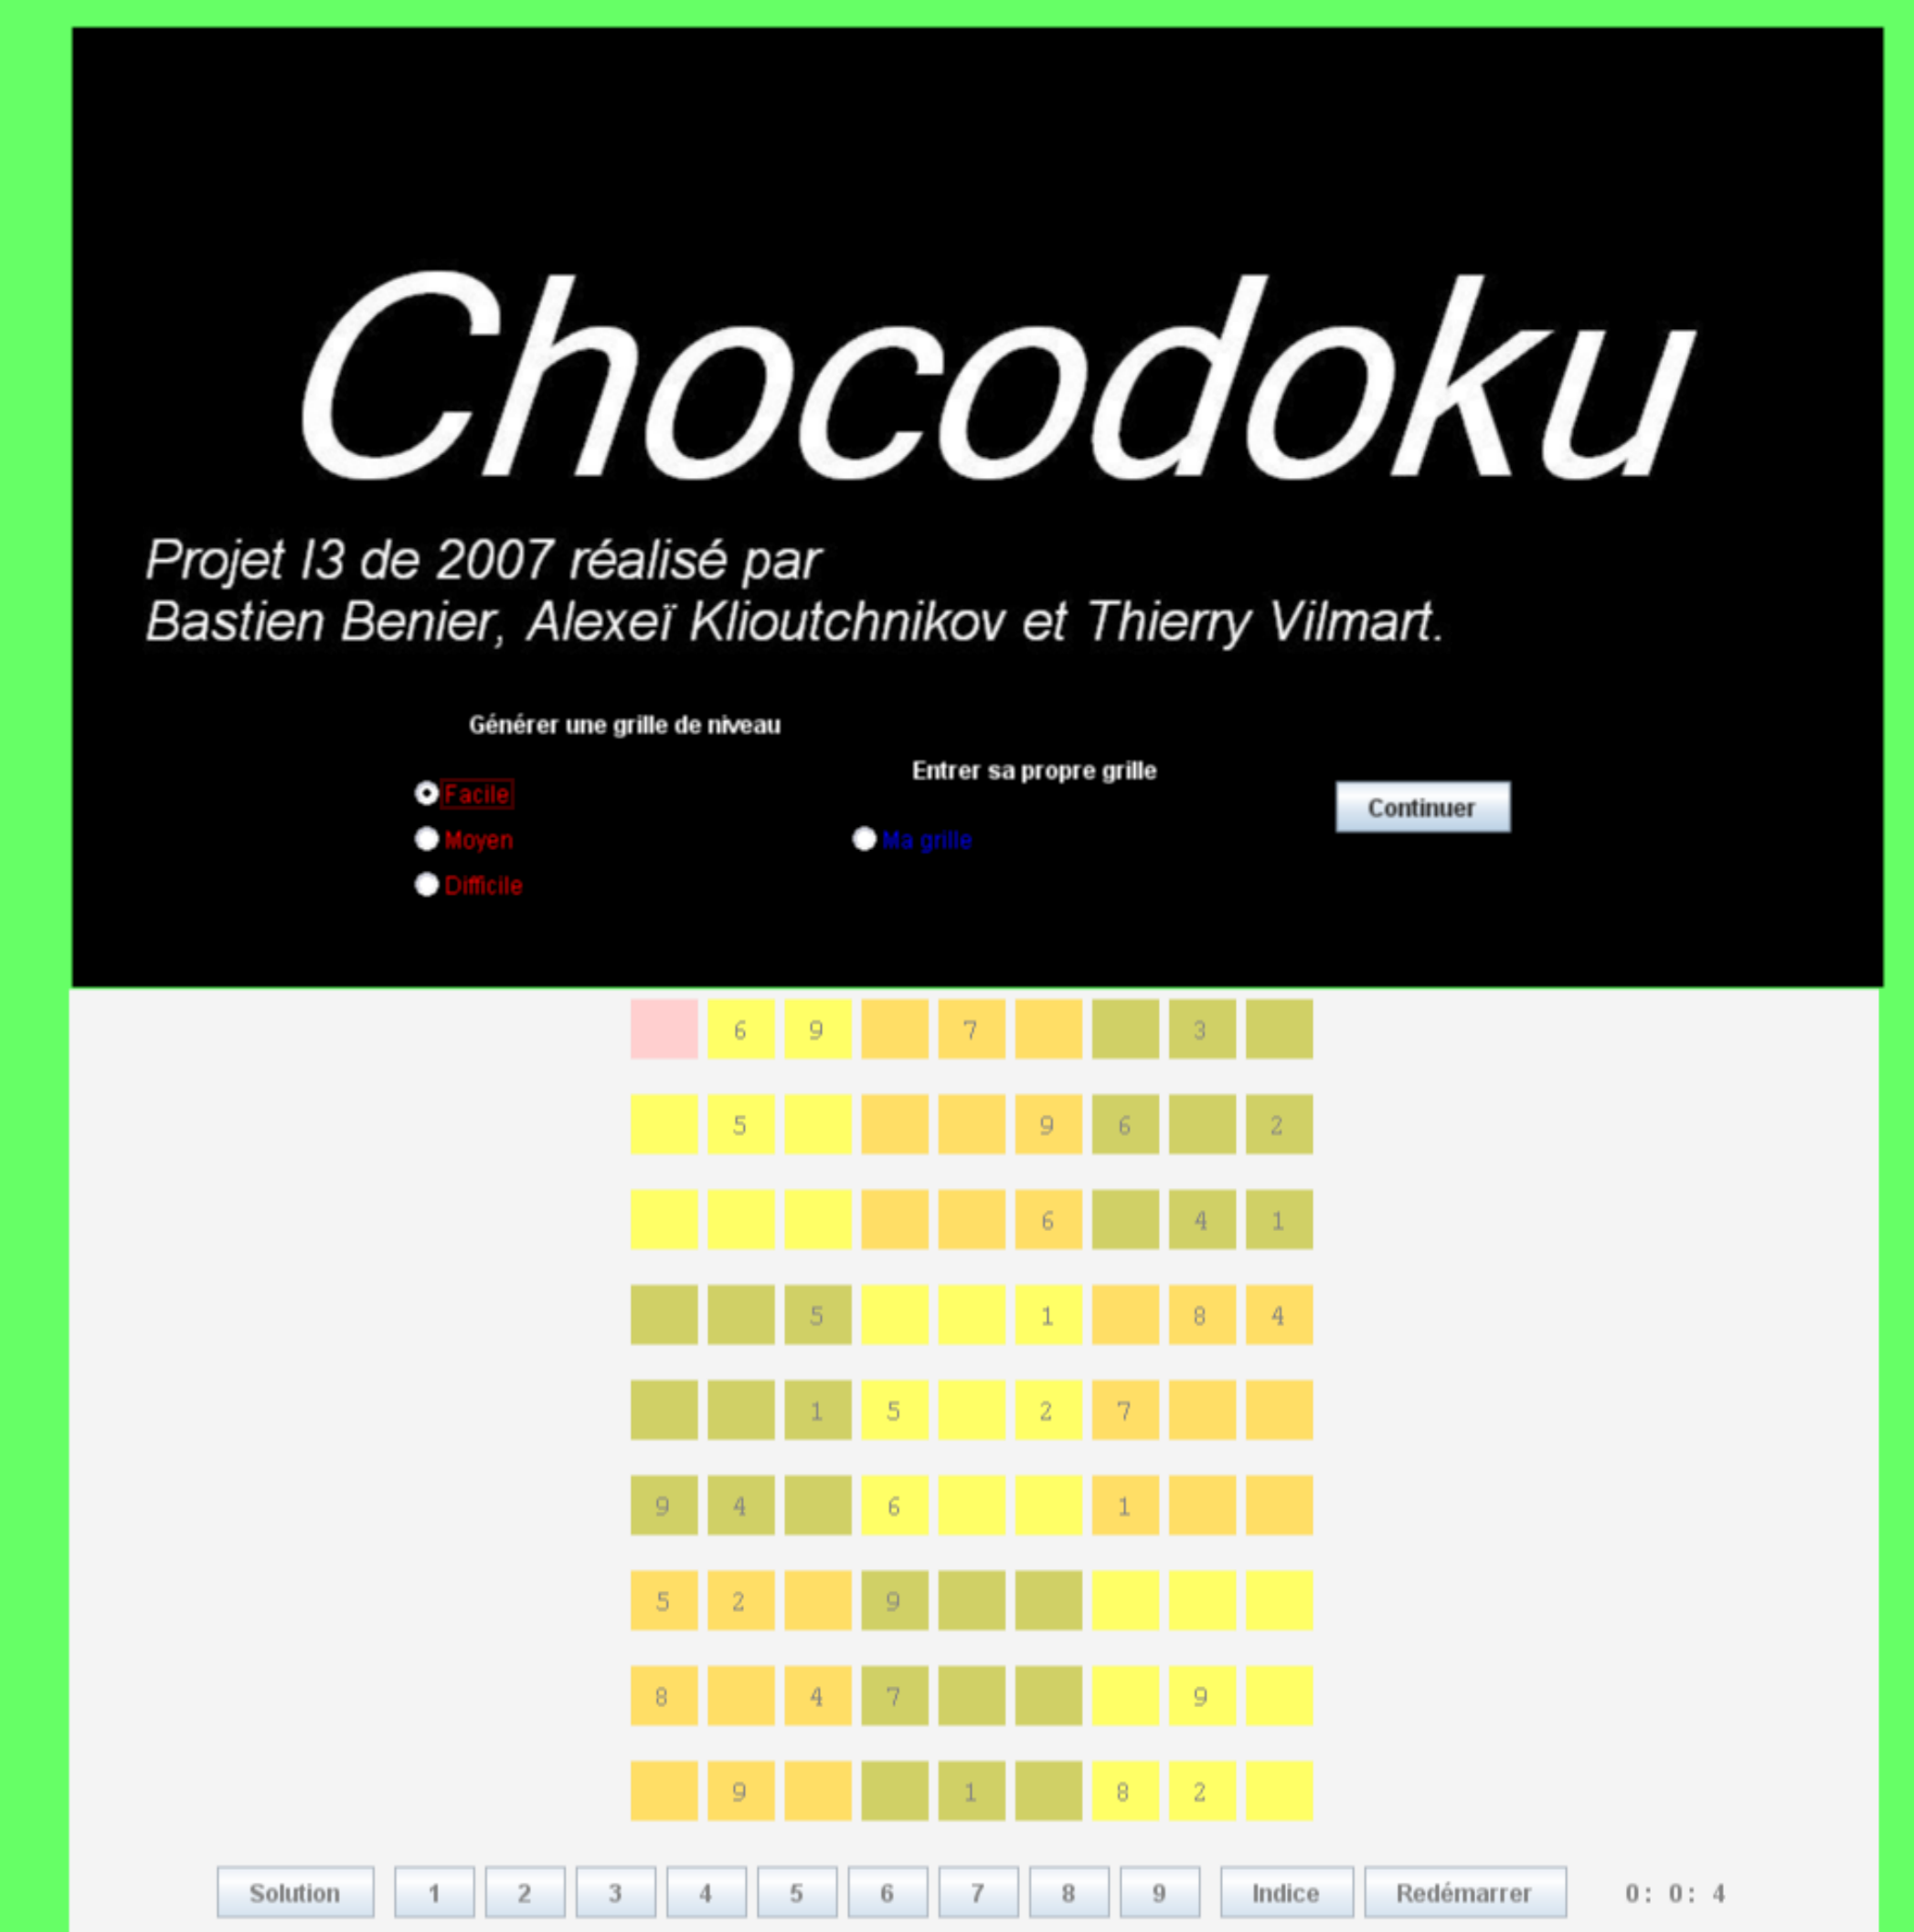 Chocodoku
Projet I3 de 2007 réalisé par
Bastien Benier, Alexeï Klioutchnikov et Thierry Vilmart.
Générer une grille de niveau
Entrer sa propre grille
Facile
Continuer
Moyen
Ma grille
Difficile
6 9 7 3
5 9 6 2
6 4 1
5 1 8 4
1 5 2 7
9 4 6 1
5 2 9
8 4 7 9
9 1 8 2
Solution 1 2 3 4 5 6 7 8 9 Indice Redémarrer 0: 0: 4